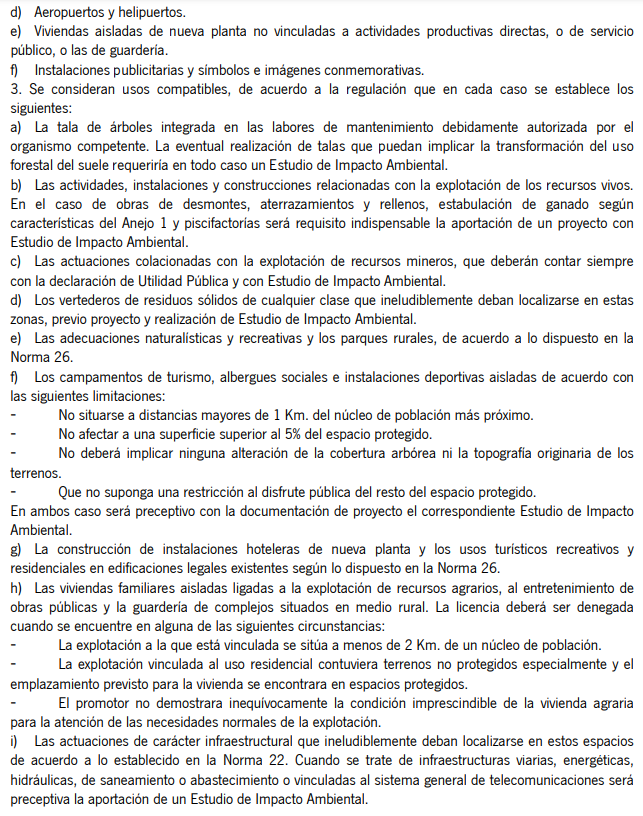 d) Aeropuertos y helipuertos.
e) Viviendas aisladas de nueva planta no vinculadas a actividades productivas directas, o de servicio
público, o las de guardería.
f) Instalaciones publicitarias y símbolos e imágenes conmemorativas.
3. Se consideran usos compatibles, de acuerdo a la regulación que en cada caso se establece los
siguientes:
a) La tala de árboles integrada en las labores de mantenimiento debidamente autorizada por el
organismo competente. La eventual realización de talas que puedan implicar la transformación del uso
forestal del suele requeriría en todo caso un Estudio de Impacto Ambiental.
b) Las actividades, instalaciones y construcciones relacionadas con la explotación de los recursos vivos.
En el caso de obras de desmontes, aterrazamientos y rellenos, estabulación de ganado según
características del Anejo 1 y piscifactorías será requisito indispensable la aportación de un proyecto con
Estudio de Impacto Ambiental.
c) Las actuaciones colacionadas con la explotación de recursos mineros, que deberán contar siempre
con la declaración de Utilidad Pública y con Estudio de Impacto Ambiental.
d) Los vertederos de residuos sólidos de cualquier clase que ineludiblemente deban localizarse en estas
zonas, previo proyecto y realización de Estudio de Impacto Ambiental.
e) Las adecuaciones naturalísticas y recreativas y los parques rurales, de acuerdo a lo dispuesto en la
Norma 26.
f) Los campamentos de turismo, albergues sociales e instalaciones deportivas aisladas de acuerdo con
las siguientes limitaciones:
- No situarse a distancias mayores de 1 Km. del núcleo de población más próximo.
- No afectar a una superficie superior al 5% del espacio protegido.
- No deberá implicar ninguna alteración de la cobertura arbórea ni la topografía originaria de los
terrenos.
- Que no suponga una restricción al disfrute pública del resto del espacio protegido.
En ambos caso será preceptivo con la documentación de proyecto el correspondiente Estudio de Impacto
Ambiental.
g) La construcción de instalaciones hoteleras de nueva planta y los usos turísticos recreativos y
residenciales en edificaciones legales existentes según lo dispuesto en la Norma 26.
h) Las viviendas familiares aisladas ligadas a la explotación de recursos agrarios, al entretenimiento de
obras públicas y la guardería de complejos situados en medio rural. La licencia deberá ser denegada
cuando se encuentre en alguna de las siguientes circunstancias:
- La explotación a la que está vinculada se sitúa a menos de 2 Km. de un núcleo de población.
- La explotación vinculada al uso residencial contuviera terrenos no protegidos especialmente y el
emplazamiento previsto para la vivienda se encontrara en espacios protegidos.
- El promotor no demostrara inequívocamente la condición imprescindible de la vivienda agraria
para la atención de las necesidades normales de la explotación.
i) Las actuaciones de carácter infraestructural que ineludiblemente deban localizarse en estos espacios
de acuerdo a lo establecido en la Norma 22. Cuando se trate de infraestructuras viarias, energéticas,
hidráulicas, de saneamiento o abastecimiento o vinculadas al sistema general de telecomunicaciones será
preceptiva la aportación de un Estudio de Impacto Ambiental.